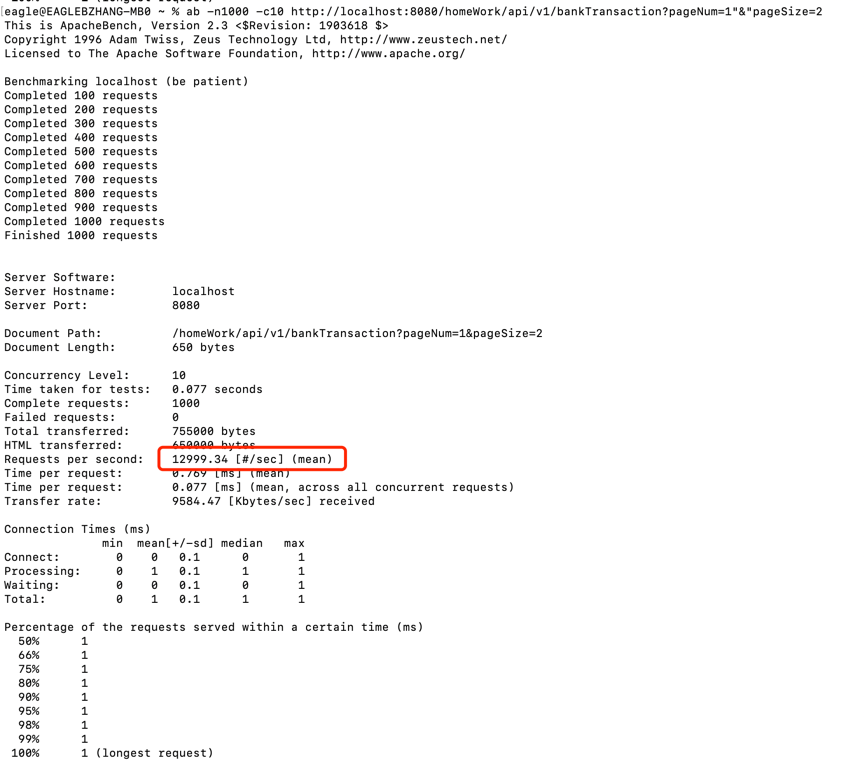 eagle@EAGLEBZHANG-MB0 ~ % ab -n1000 -c10 http://localhost:8080/homeWork/api/v1/bankTransaction?pageNum=1"&"pageSize=2
This is ApacheBench, Version 2.3 <$Revision: 1903618 $>
Copyright 1996 Adam Twiss, Zeus Technology Ltd, http://www.zeustech.net/
Licensed to The Apache Software Foundation, http://www.apache.org/

Benchmarking localhost (be patient)
Completed 100 requests
Completed 200 requests
Completed 300 requests
Completed 400 requests
Completed 500 requests
Completed 600 requests
Completed 700 requests
Completed 800 requests
Completed 900 requests
Completed 1000 requests
Finished 1000 requests

Server Software:
Server Hostname:        localhost
Server Port:            8080

Document Path:          /homeWork/api/v1/bankTransaction?pageNum=1&pageSize=2
Document Length:        650 bytes

Concurrency Level:      10
Time taken for tests:   0.077 seconds
Complete requests:      1000
Failed requests:        0
Total transferred:      755000 bytes
HTML transferred:       650000 bytes
Requests per second:    12999.34 [#/sec] (mean)
Time per request:       0.769 [ms] (mean)
Time per request:       0.077 [ms] (mean, across all concurrent requests)
Transfer rate:          9584.47 [Kbytes/sec] received

Connection Times (ms)
              min  mean[+/-sd] median   max
Connect:        0    0   0.1      0       1
Processing:     0    1   0.1      1       1
Waiting:        0    0   0.1      0       1
Total:          0    1   0.1      1       1

Percentage of the requests served within a certain time (ms)
  50%      1
  66%      1
  75%      1
  80%      1
  90%      1
  95%      1
  98%      1
  99%      1
 100%      1 (longest request)